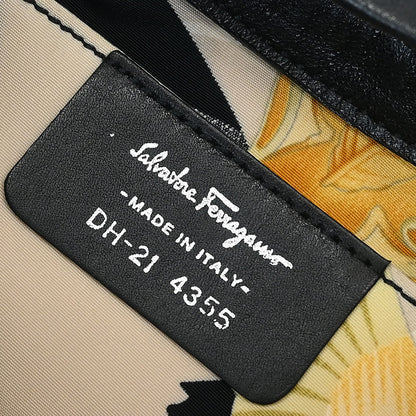 Salvatore Ferragamo
-MADE IN ITALY-
DH-21 4355